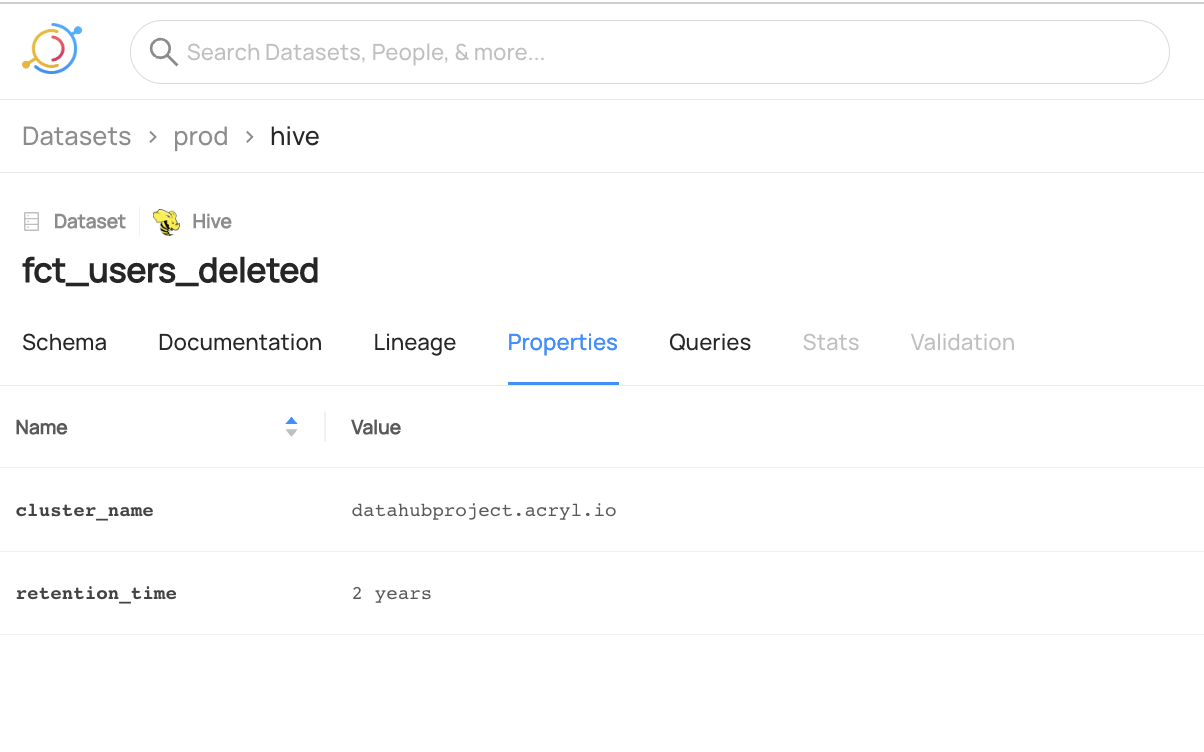 Search Datasets, People, & more...
Datasets > prod > hive
Dataset Hive
fct_users_deleted
Schema Documentation Lineage Properties Queries Stats Validation
Name Value
cluster_name datahubproject.acryl.io
retention_time 2 years